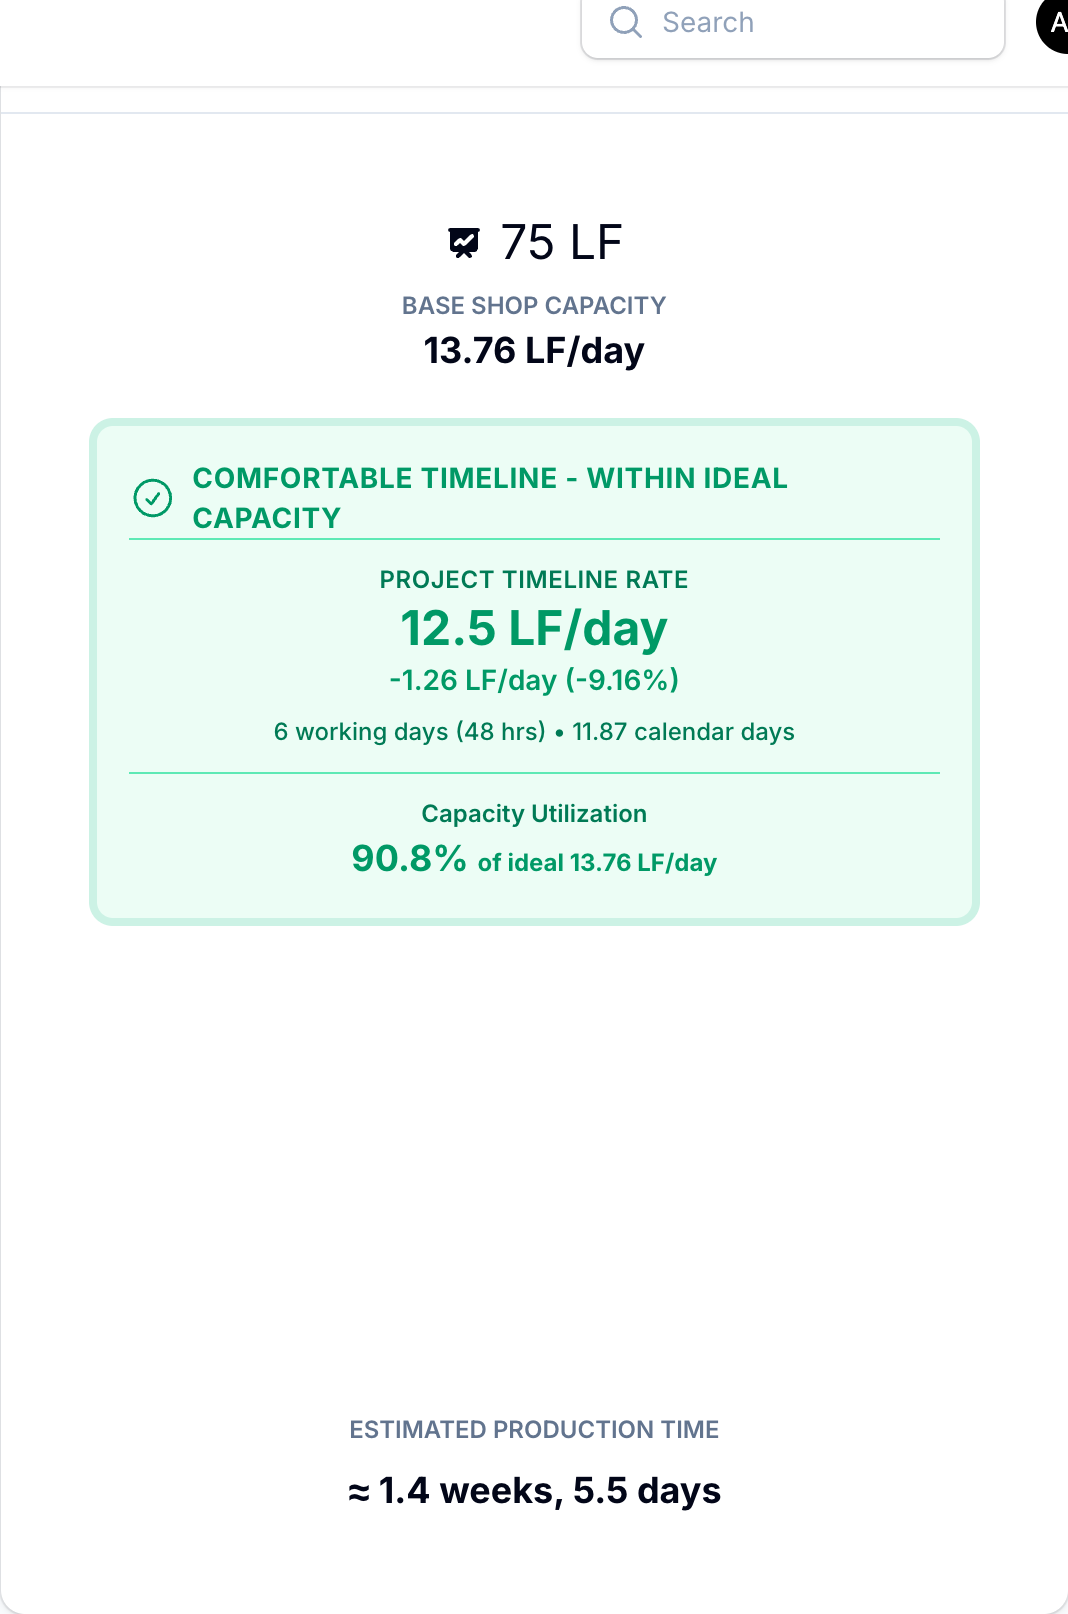 Search
A
75 LF
BASE SHOP CAPACITY
13.76 LF/day
COMFORTABLE TIMELINE - WITHIN IDEAL
CAPACITY
PROJECT TIMELINE RATE
12.5 LF/day
-1.26 LF/day (-9.16%)
6 working days (48 hrs) • 11.87 calendar days
Capacity Utilization
90.8% of ideal 13.76 LF/day
ESTIMATED PRODUCTION TIME
≈ 1.4 weeks, 5.5 days